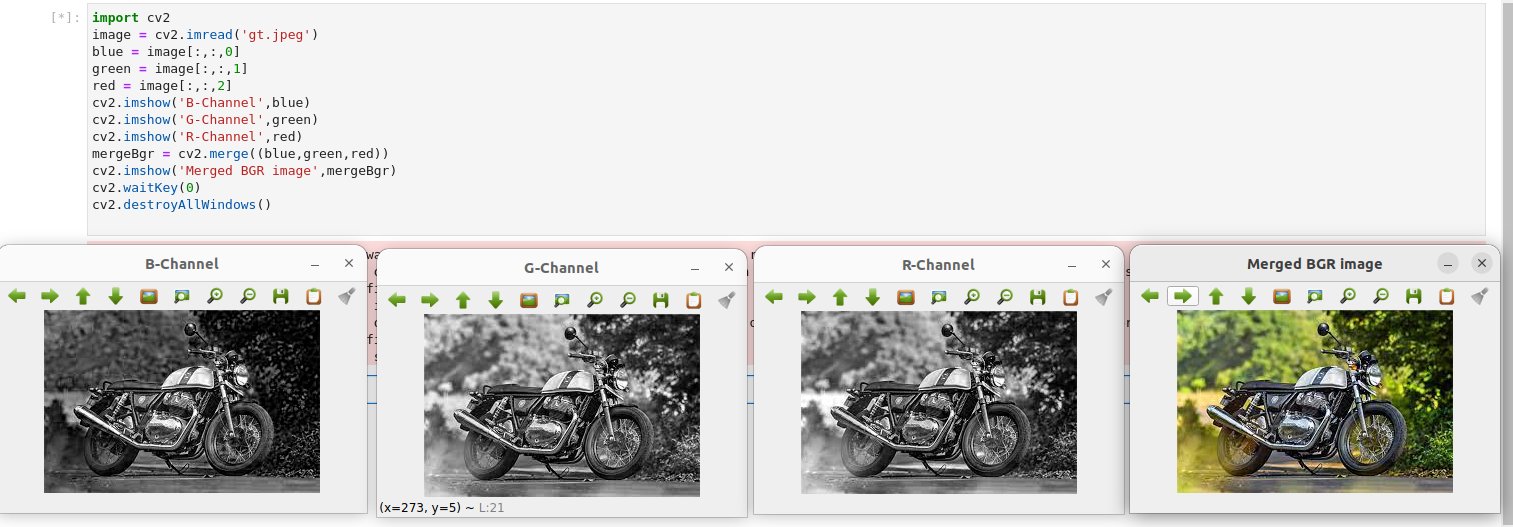 [*]:
import cv2
image = cv2.imread('gt.jpeg')
blue = image[:,:,0]
green = image[:,:,1]
red = image[:,:,2]
cv2.imshow('B-Channel',blue)
cv2.imshow('G-Channel',green)
cv2.imshow('R-Channel',red)
mergeBgr = cv2.merge((blue,green,red))
cv2.imshow('Merged BGR image',mergeBgr)
cv2.waitKey(0)
cv2.destroyAllWindows()
B-Channel
G-Channel
R-Channel
Merged BGR image
(x=273, y=5) ~ L:21